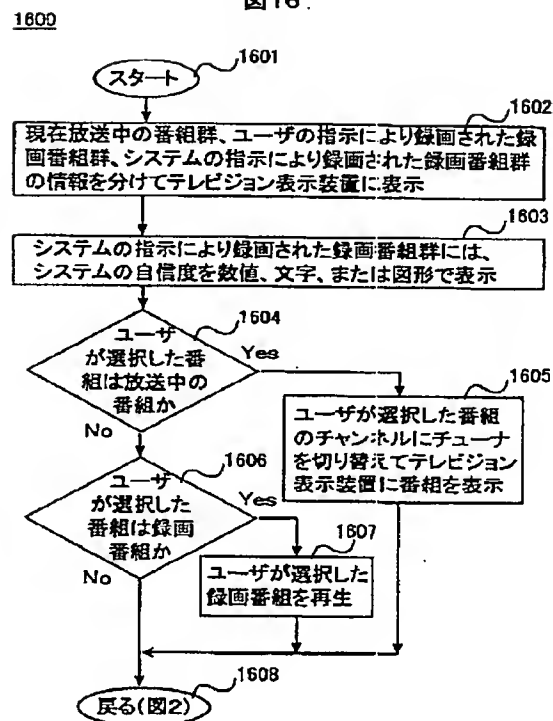 図16.
1600
1601
スタート
1602
現在放送中の番組群、ユーザの指示により録画された録
画番組群、システムの指示により録画された録画番組群
の情報を分けてテレビジョン表示装置に表示
1603
システムの指示により録画された録画番組群には、
システムの自信度を数値、文字、または図形で表示
1604
ユーザ
が選択した番
組は放送中の
番組か
Yes
No
1605
ユーザが選択した番組
のチャンネルにチューナ
を切り替えてテレビジョン
表示装置に番組を表示
1606
ユーザ
が選択した
番組は録画
番組か
Yes
No
1607
ユーザが選択した
録画番組を再生
1608
戻る(図2)